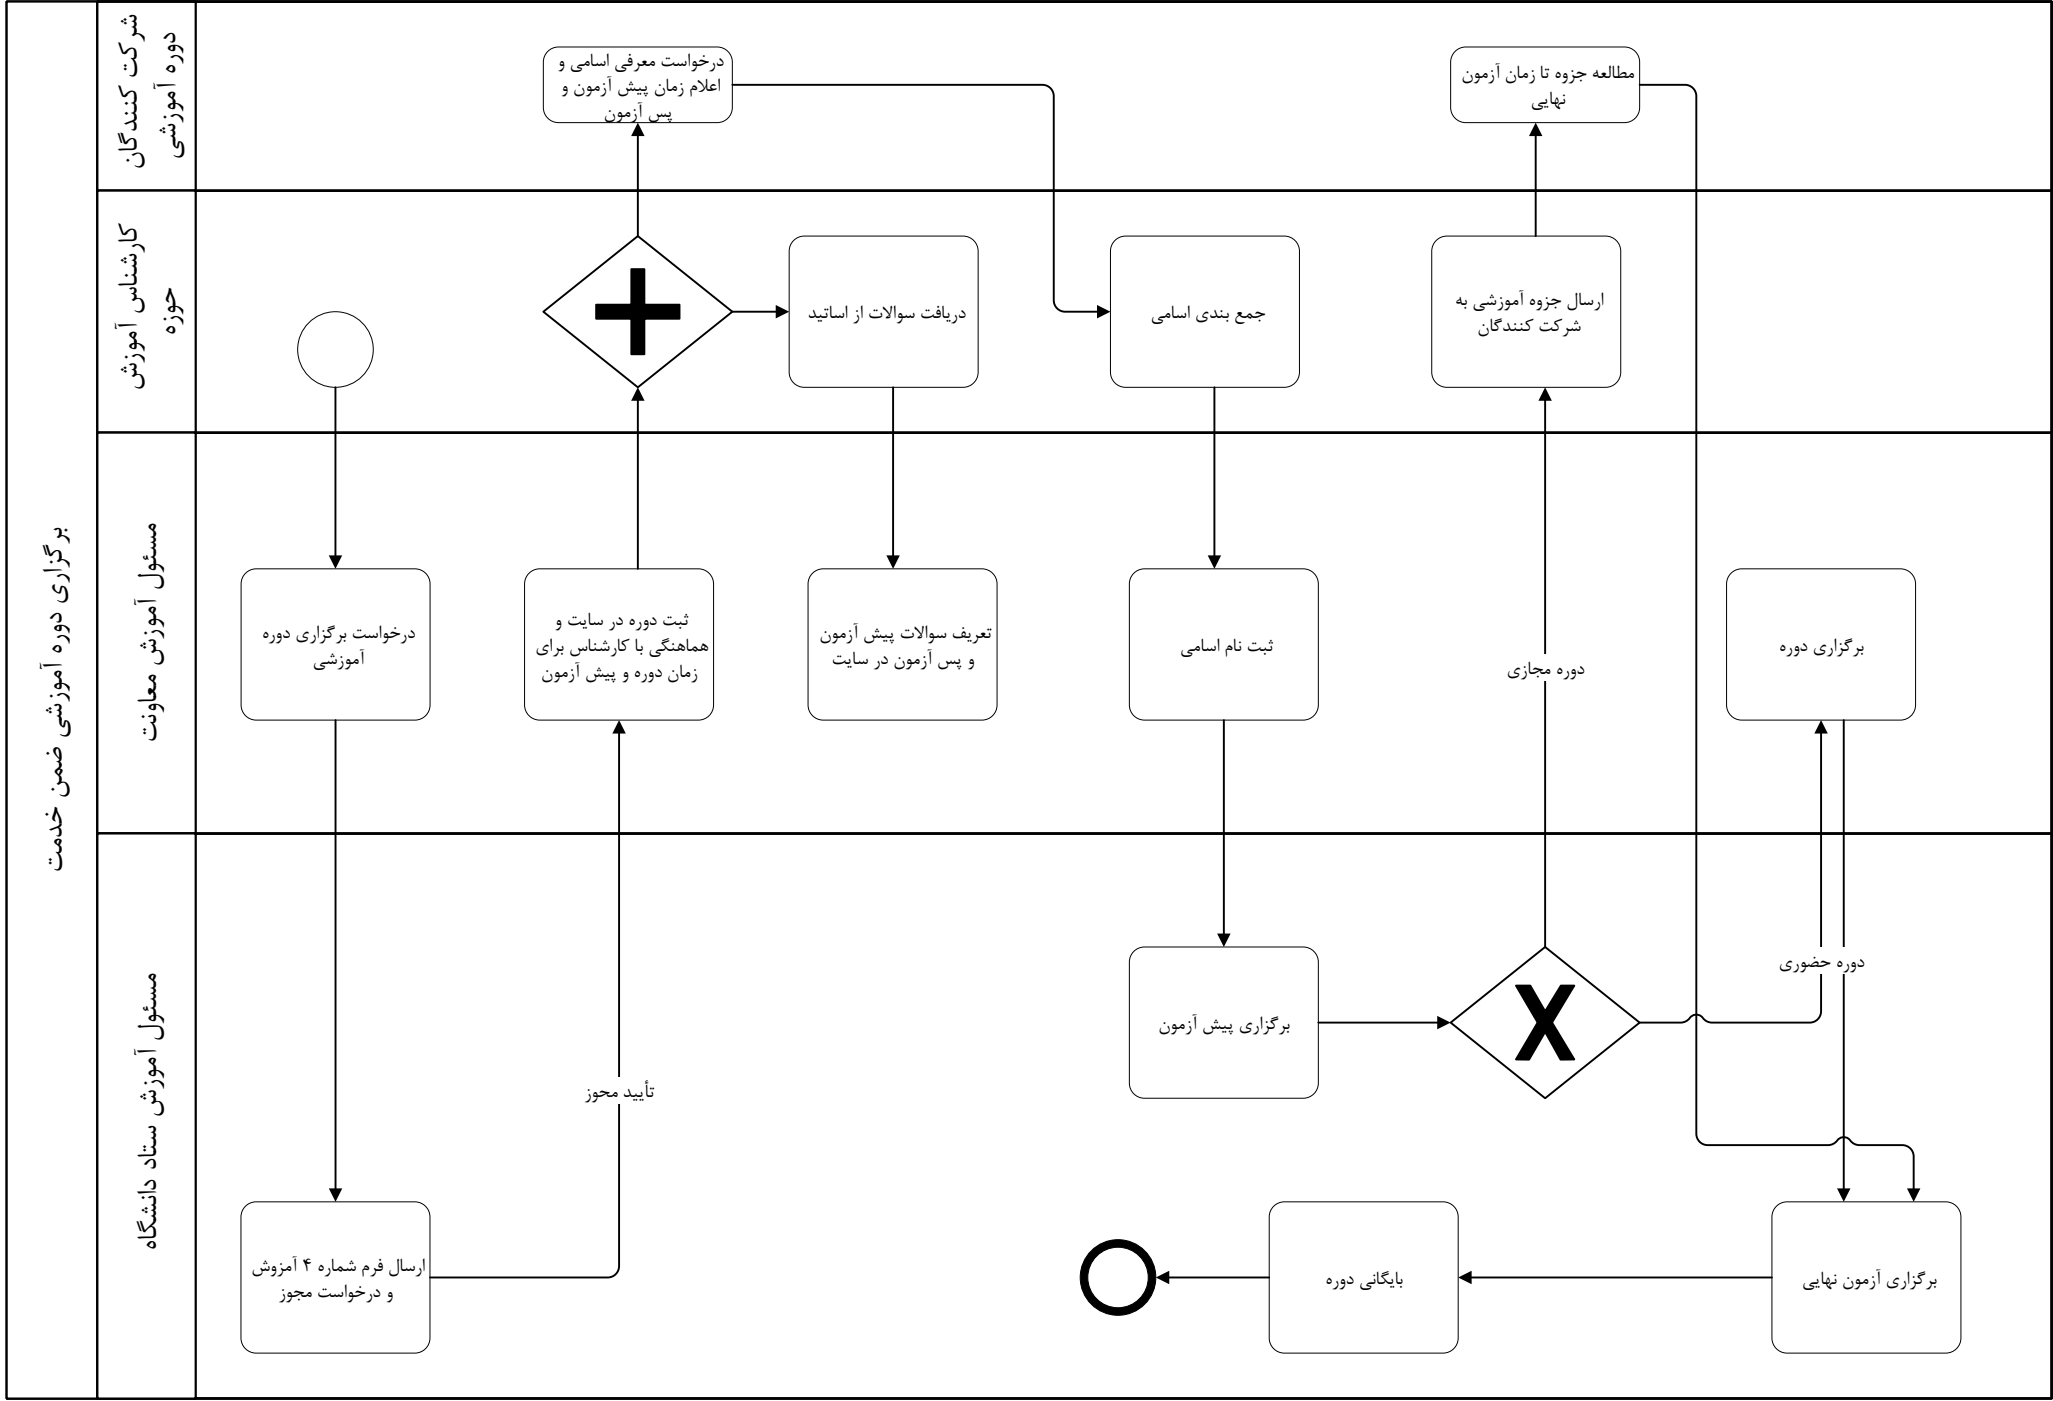 برگزاری دوره آموزشی ضمن خدمت
شرکت کنندگان
دوره آموزشی
درخواست معرفی اسامی و
اعلام زمان پیش آزمون و
پس آزمون
مطالعه جزوه تا زمان آزمون
نهایی
کارشناس آموزش
حوزه
دریافت سوالات از اساتید
جمع بندی اسامی
ارسال جزوه آموزشی به
شرکت کنندگان
مسئول آموزش معاونت
درخواست برگزاری دوره
آموزشی
ثبت دوره در سایت و
هماهنگی با کارشناس برای
زمان دوره و پیش آزمون
تعریف سوالات پیش آزمون
و پس آزمون در سایت
ثبت نام اسامی
دوره مجازی
برگزاری دوره
مسئول آموزش ستاد دانشگاه
تأیید محوز
برگزاری پیش آزمون
دوره حضوری
ارسال فرم شماره ۴ آمزوش
و درخواست مجوز
بایگانی دوره
برگزاری آزمون نهایی